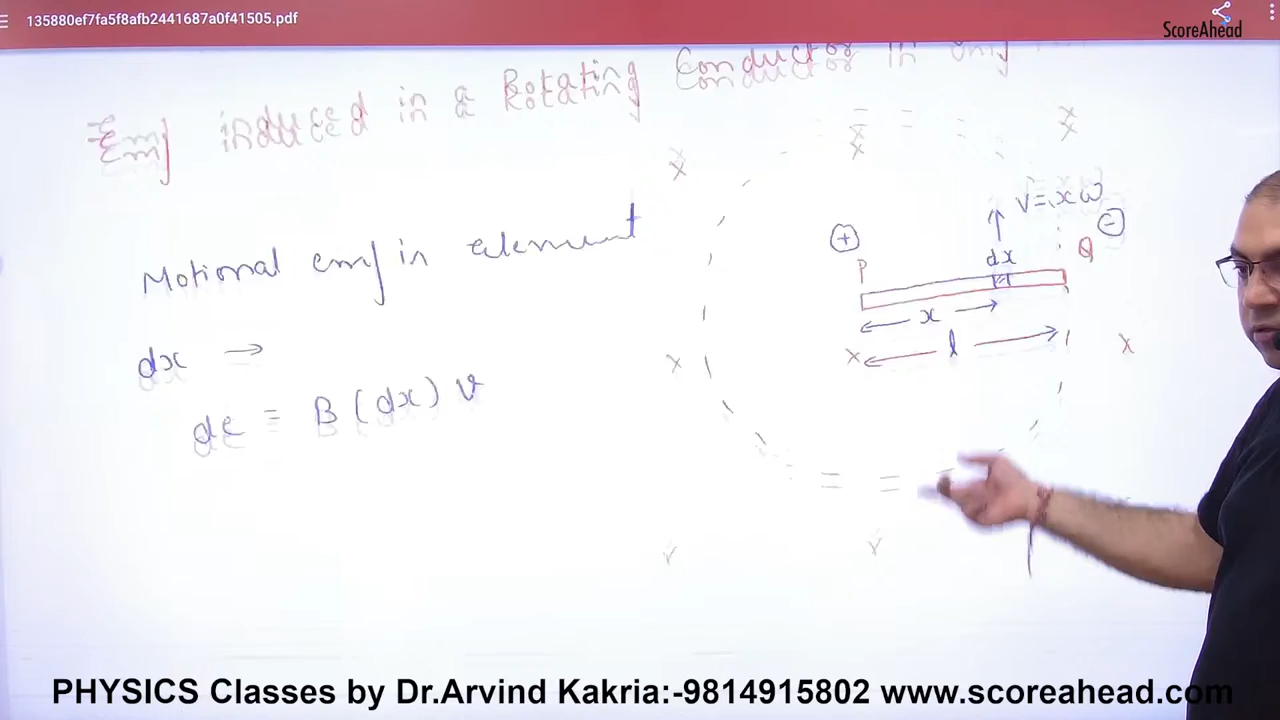 135880ef7fa5f8afb2441687a0f41505.pdf
ScoreAhead
Emf induced in a Rotating Conductor in
Motional emf in element
dx →
de = B (dx) v
V = xω
+
-
P
dx
Q
x
l
PHYSICS Classes by Dr.Arvind Kakria:-9814915802 www.scoreahead.com